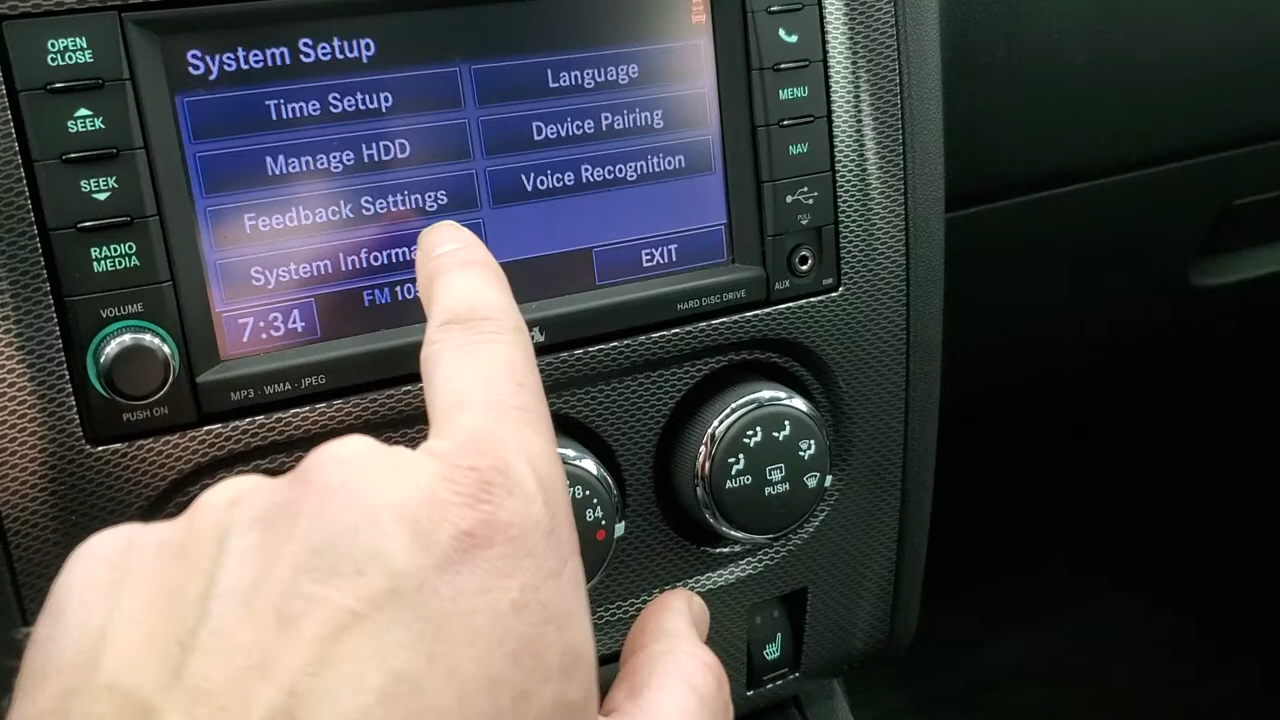 OPEN
CLOSE
SEEK
SEEK
RADIO
MEDIA
VOLUME
PUSH ON
System Setup
Time Setup
Language
Manage HDD
Device Pairing
Feedback Settings
Voice Recognition
System Informa
EXIT
7:34
FM 10
MP3 · WMA · JPEG
HARD DISC DRIVE
MENU
NAV
PULL
AUX
78
84
AUTO
PUSH